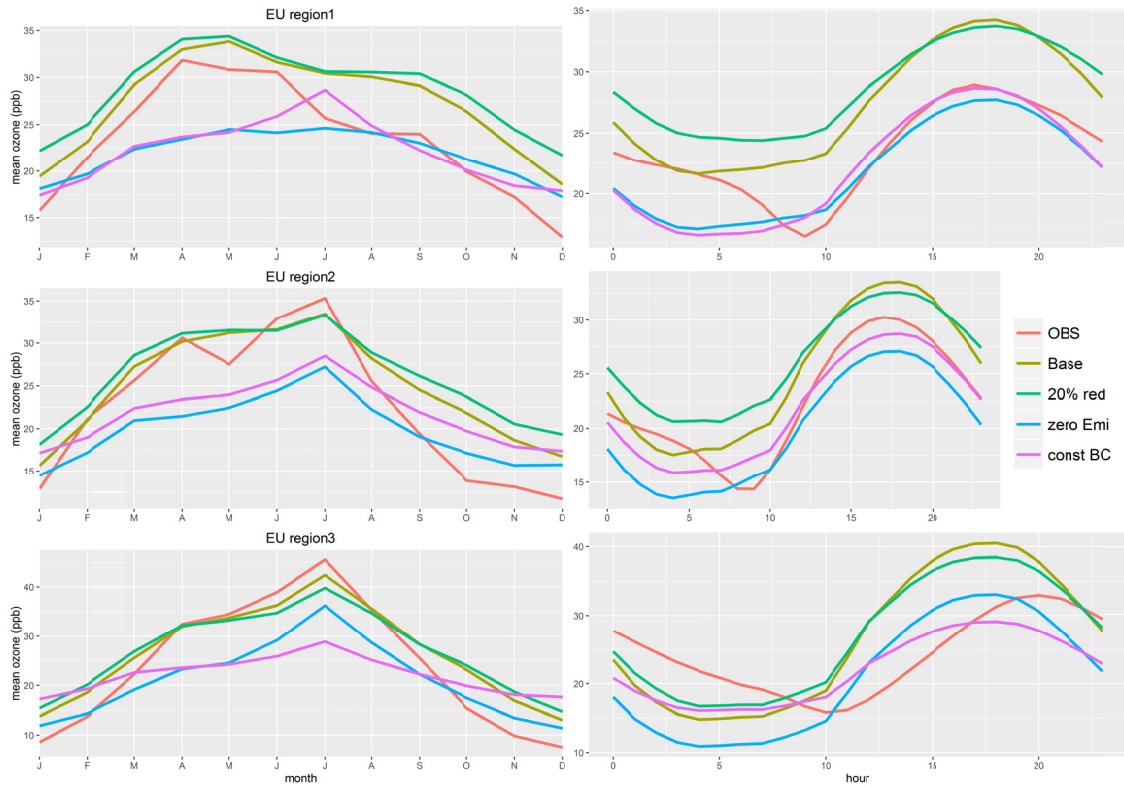 EU region1
mean ozone (ppb)
35
30
25
20
15
J F M A M J J A S O N D
35
30
25
20
0 5 10 15 20
EU region2
mean ozone (ppb)
35
30
25
20
15
J F M A M J J A S O N D
30
25
20
15
0 5 10 15 20
OBS
Base
20% red
zero Emi
const BC
EU region3
mean ozone (ppb)
40
30
20
10
J F M A M J J A S O N D
month
40
30
20
10
0 5 10 15 20
hour